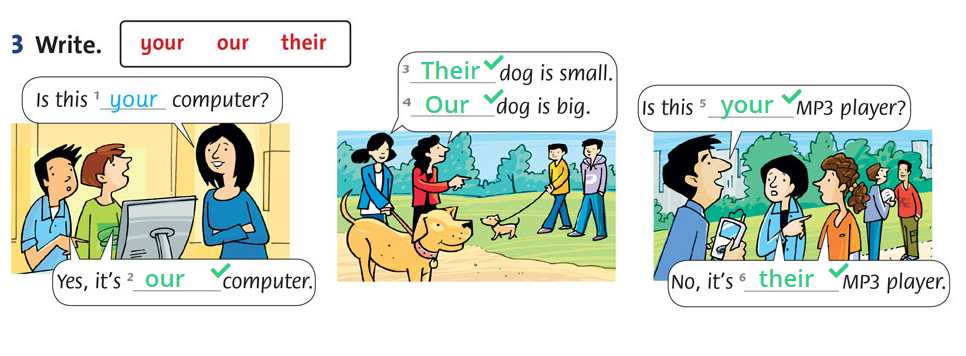 3 Write. your our their
Is this ¹ your computer?
Yes, it's ² our computer.
³ Their dog is small.
⁴ Our dog is big.
Is this ⁵ your MP3 player?
No, it's ⁶ their MP3 player.